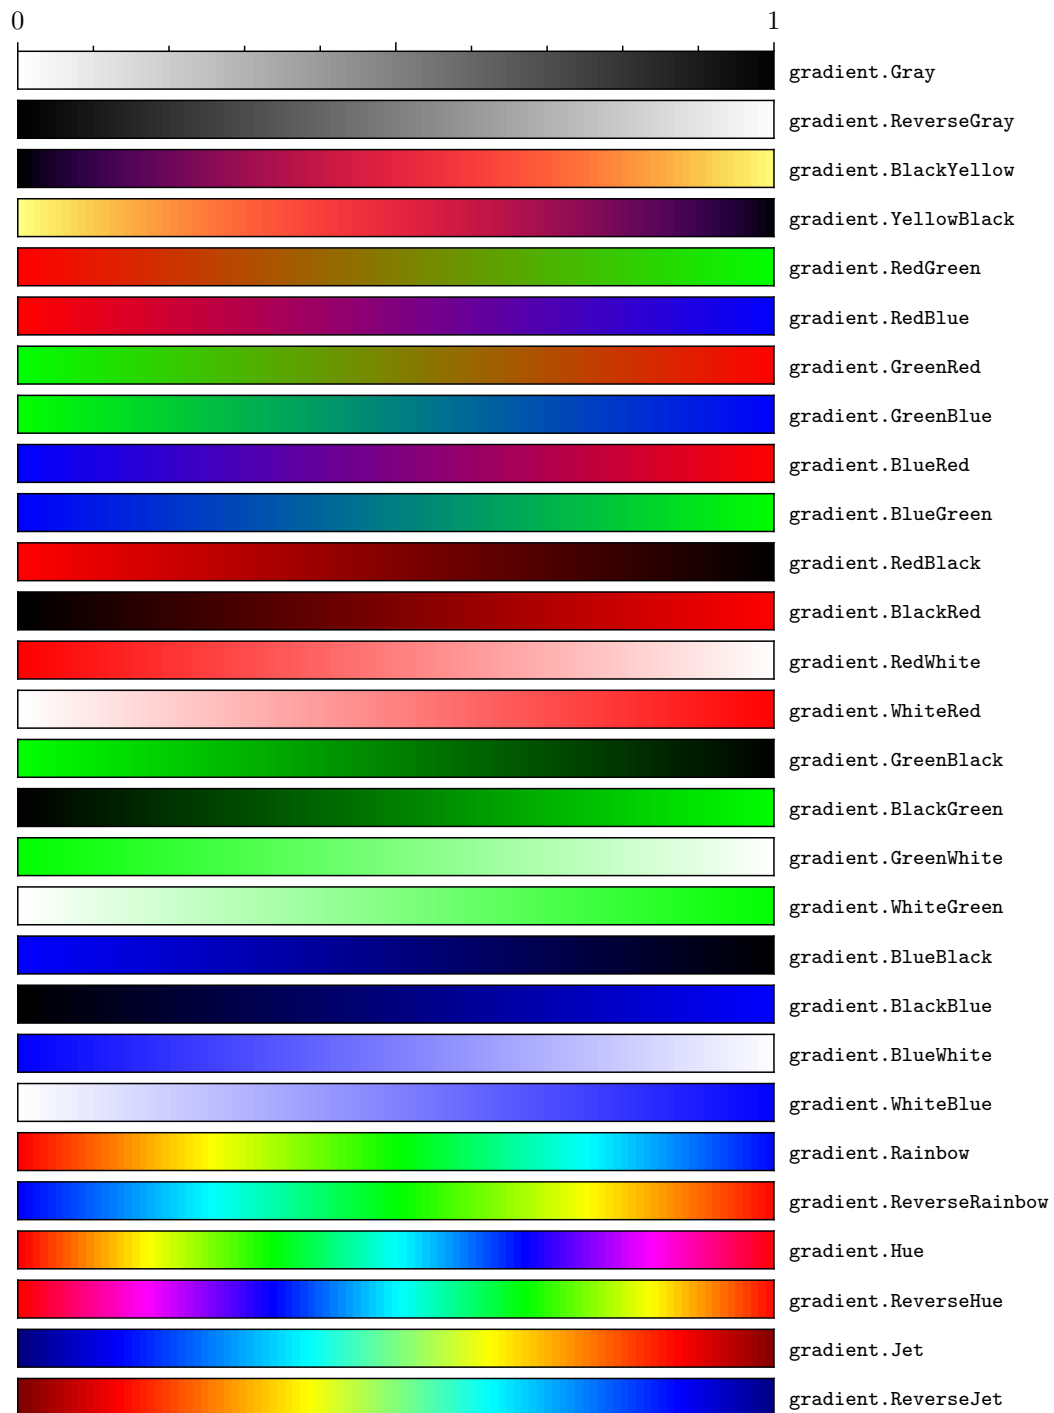 0 1
gradient.Gray
gradient.ReverseGray
gradient.BlackYellow
gradient.YellowBlack
gradient.RedGreen
gradient.RedBlue
gradient.GreenRed
gradient.GreenBlue
gradient.BlueRed
gradient.BlueGreen
gradient.RedBlack
gradient.BlackRed
gradient.RedWhite
gradient.WhiteRed
gradient.GreenBlack
gradient.BlackGreen
gradient.GreenWhite
gradient.WhiteGreen
gradient.BlueBlack
gradient.BlackBlue
gradient.BlueWhite
gradient.WhiteBlue
gradient.Rainbow
gradient.ReverseRainbow
gradient.Hue
gradient.ReverseHue
gradient.Jet
gradient.ReverseJet